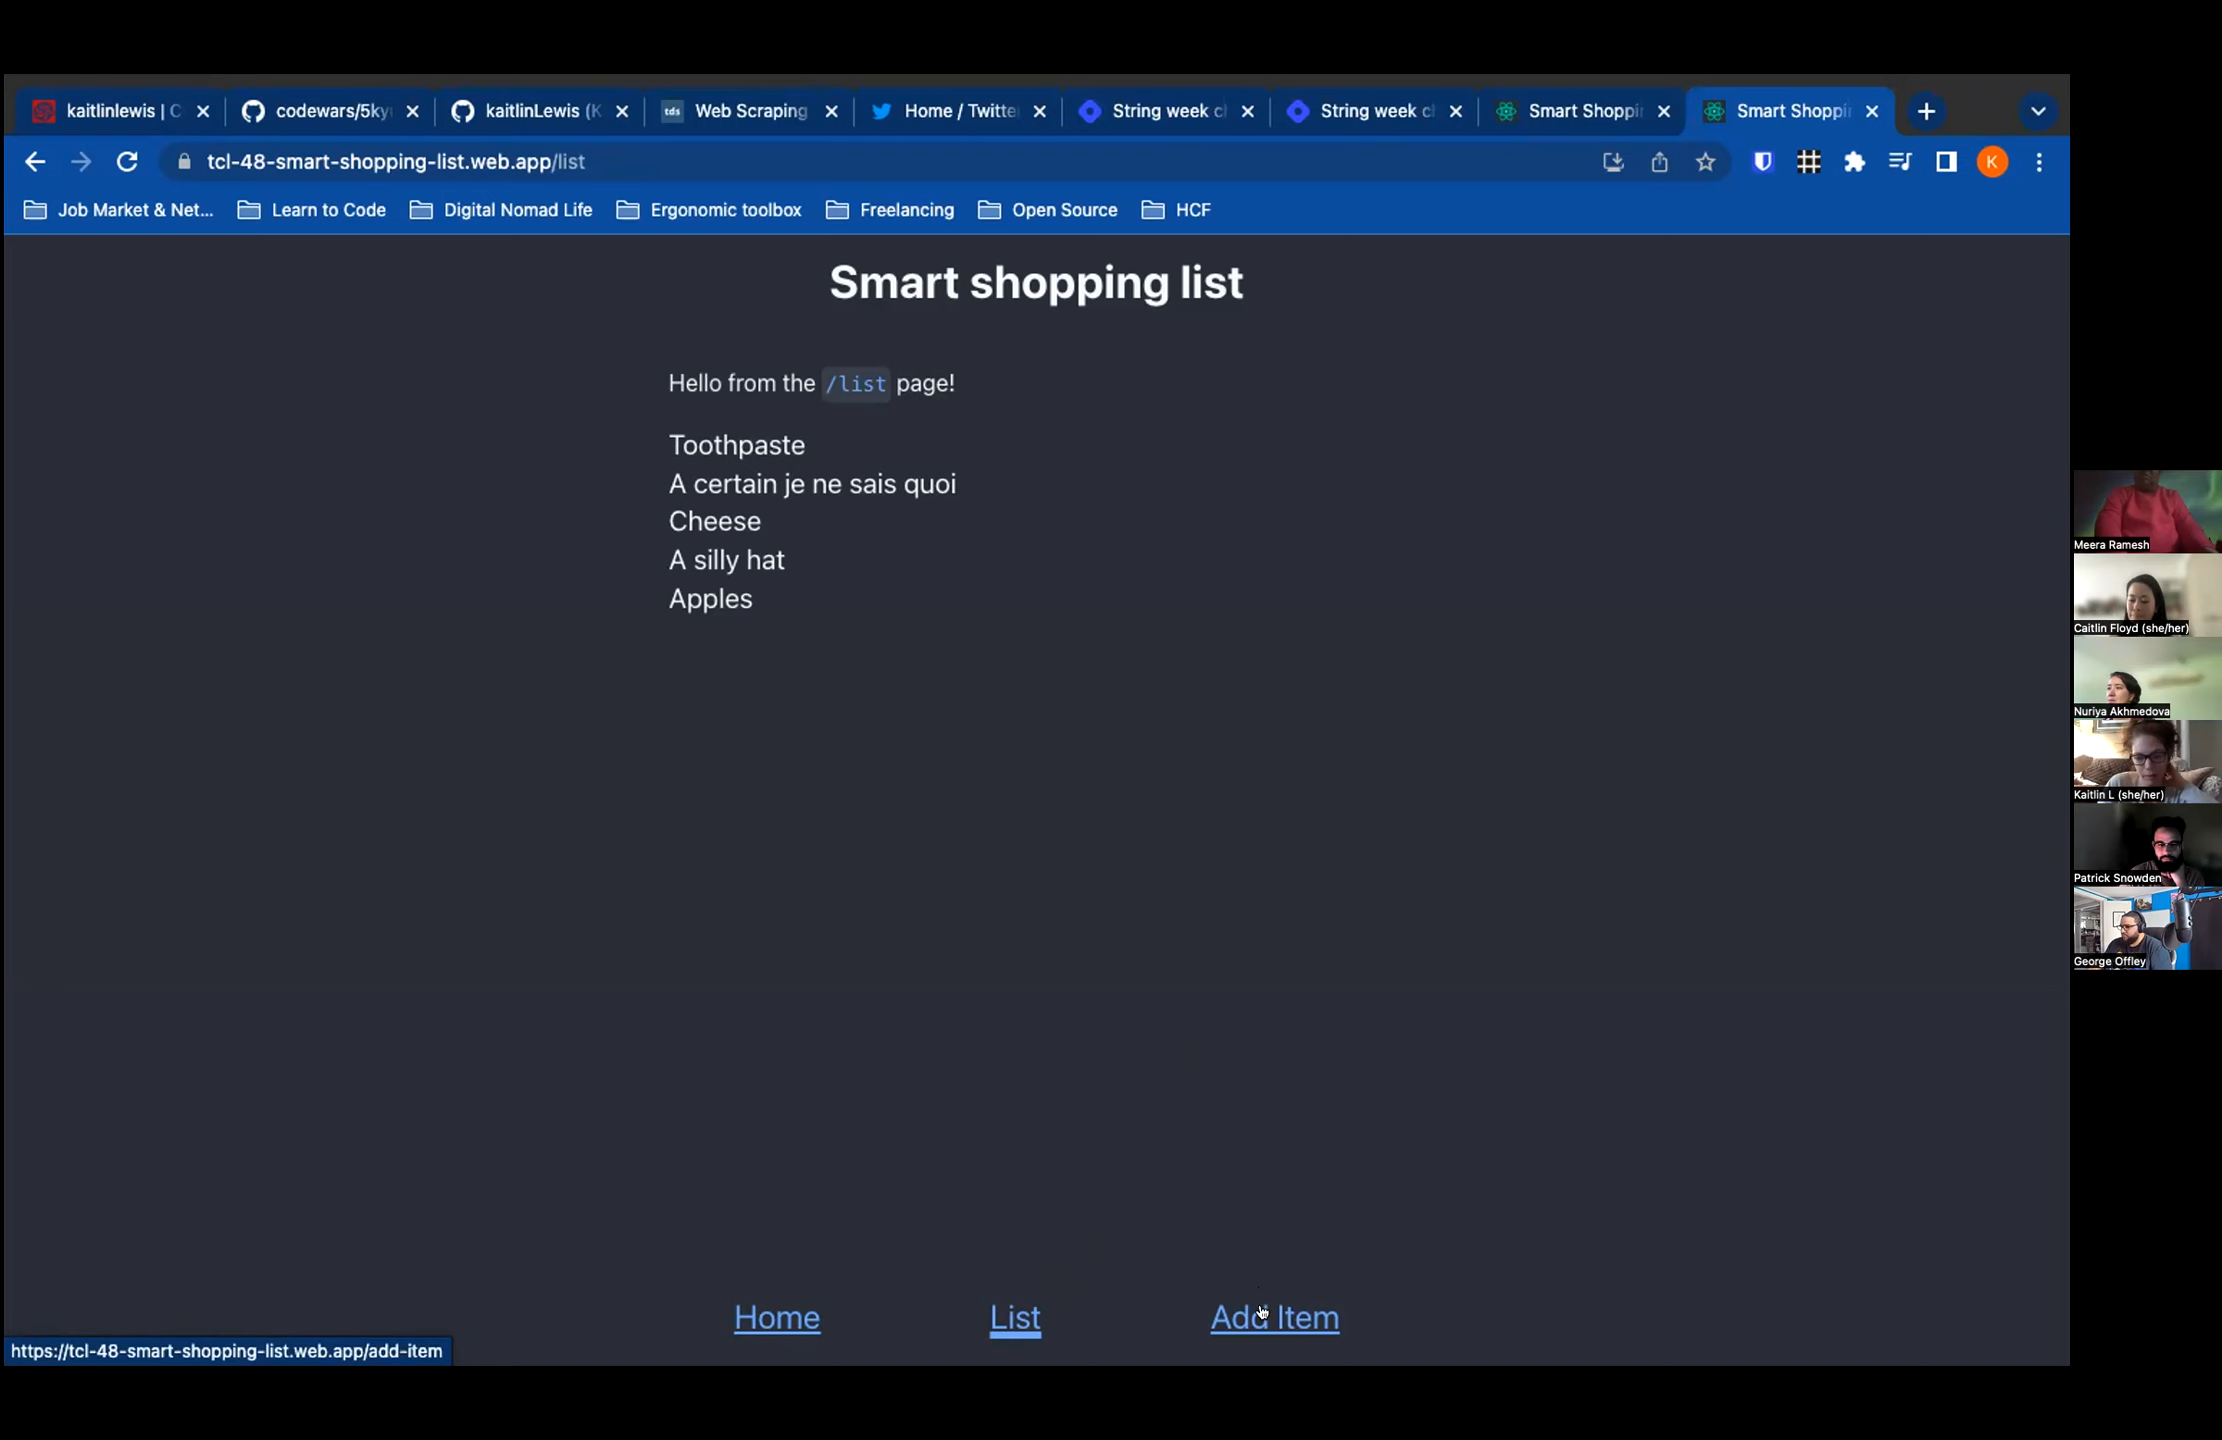 kaitlinlewis | C
codewars/5ky
kaitlinLewis (K
tds Web Scraping
Home / Twitte
String week c
String week c
Smart Shoppi
Smart Shoppi
tcl-48-smart-shopping-list.web.app/list
K
Job Market & Net...
Learn to Code
Digital Nomad Life
Ergonomic toolbox
Freelancing
Open Source
HCF
Smart shopping list
Hello from the /list page!
Toothpaste
A certain je ne sais quoi
Cheese
A silly hat
Apples
Meera Ramesh
Caitlin Floyd (she/her)
Nuriya Akhmedova
Kaitlin L (she/her)
Patrick Snowden
George Offley
Home
List
Add Item
https://tcl-48-smart-shopping-list.web.app/add-item